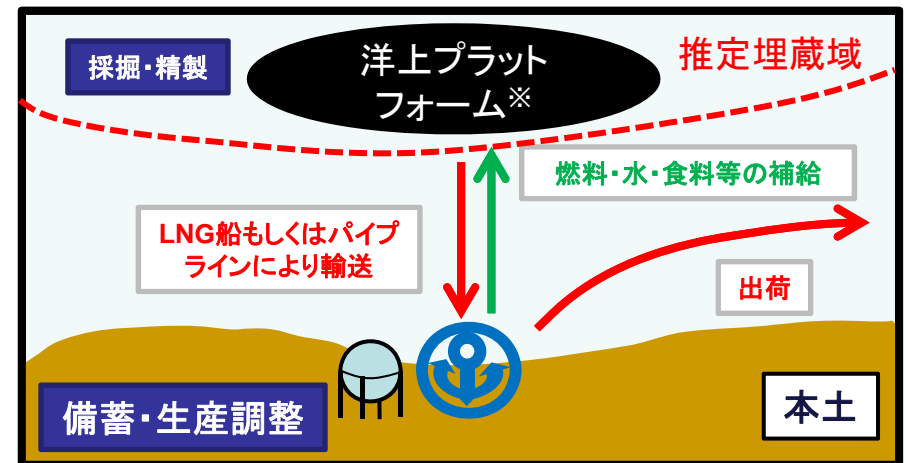 採掘・精製
洋上プラット
フォーム※
推定埋蔵域
燃料・水・食料等の補給
LNG船もしくはパイプ
ラインにより輸送
出荷
備蓄・生産調整
本土